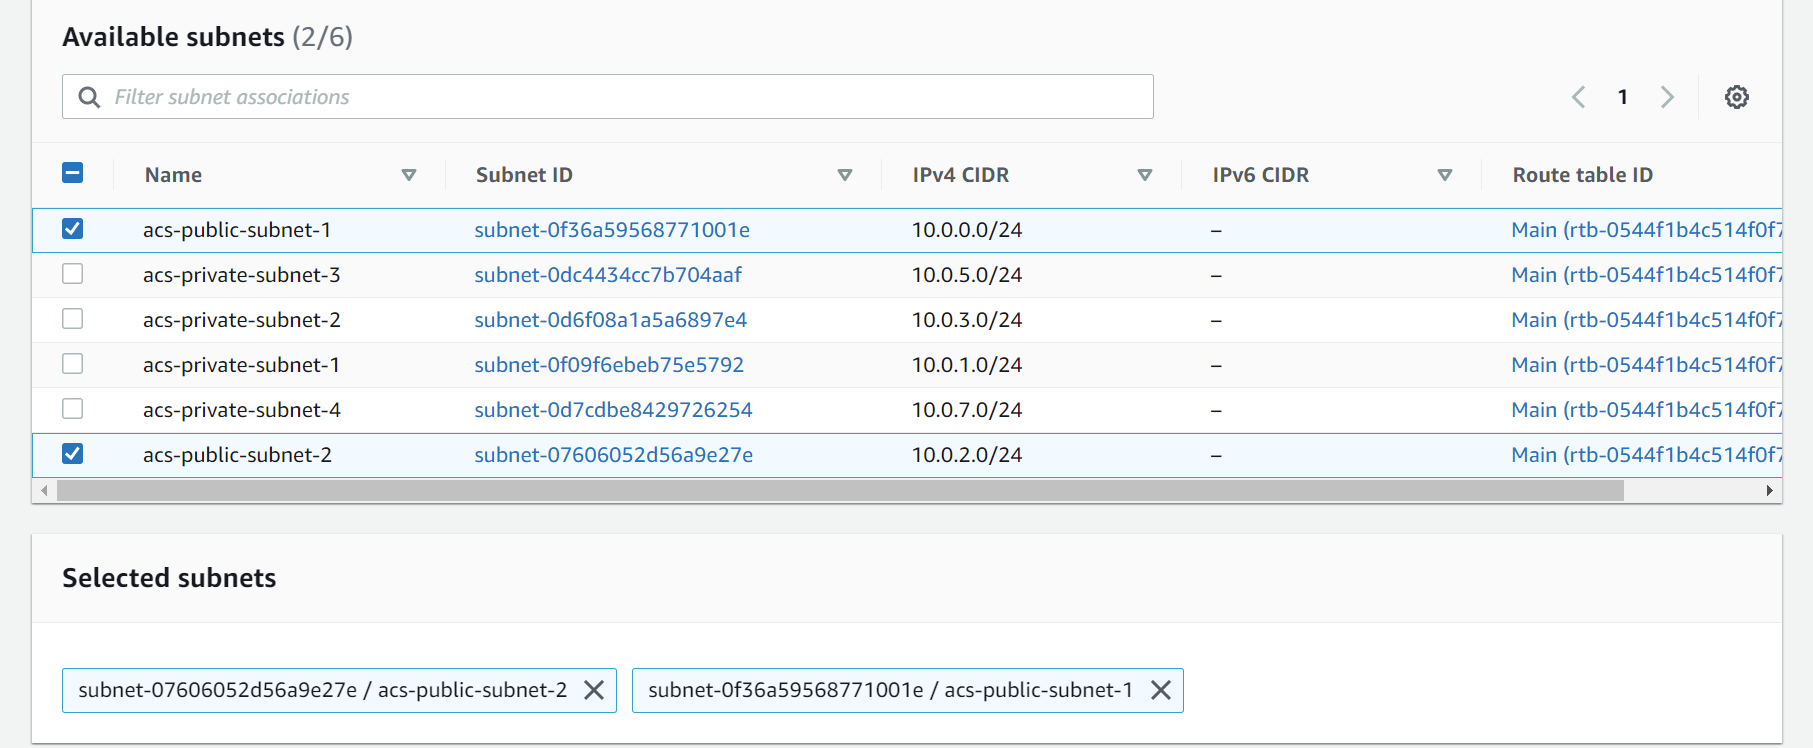 Available subnets (2/6)
Filter subnet associations
1
Name Subnet ID IPv4 CIDR IPv6 CIDR Route table ID
acs-public-subnet-1 subnet-0f36a59568771001e 10.0.0.0/24 – Main (rtb-0544f1b4c514f0f7
acs-private-subnet-3 subnet-0dc4434cc7b704aaf 10.0.5.0/24 – Main (rtb-0544f1b4c514f0f7
acs-private-subnet-2 subnet-0d6f08a1a5a6897e4 10.0.3.0/24 – Main (rtb-0544f1b4c514f0f7
acs-private-subnet-1 subnet-0f09f6ebeb75e5792 10.0.1.0/24 – Main (rtb-0544f1b4c514f0f7
acs-private-subnet-4 subnet-0d7cdbe8429726254 10.0.7.0/24 – Main (rtb-0544f1b4c514f0f7
acs-public-subnet-2 subnet-07606052d56a9e27e 10.0.2.0/24 – Main (rtb-0544f1b4c514f0f7
Selected subnets
subnet-07606052d56a9e27e / acs-public-subnet-2 subnet-0f36a59568771001e / acs-public-subnet-1